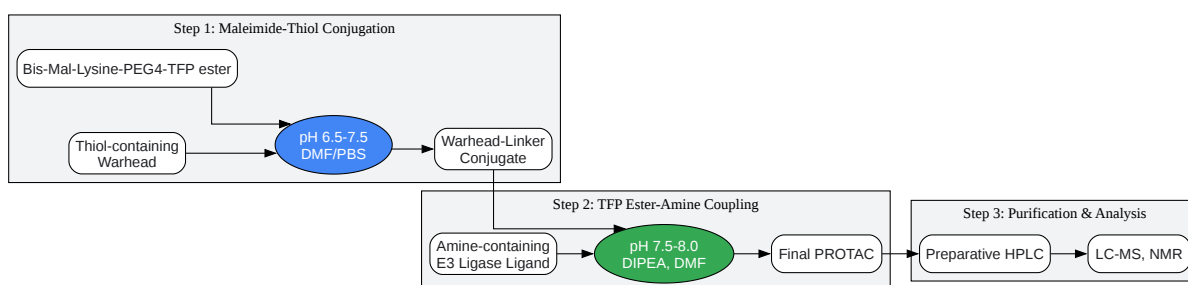 Step 1: Maleimide-Thiol Conjugation
Bis-Mal-Lysine-PEG4-TFP ester
Thiol-containing
Warhead
pH 6.5-7.5
DMF/PBS
Warhead-Linker
Conjugate
Step 2: TFP Ester-Amine Coupling
Amine-containing
E3 Ligase Ligand
pH 7.5-8.0
DIPEA, DMF
Final PROTAC
Step 3: Purification & Analysis
Preparative HPLC
LC-MS, NMR